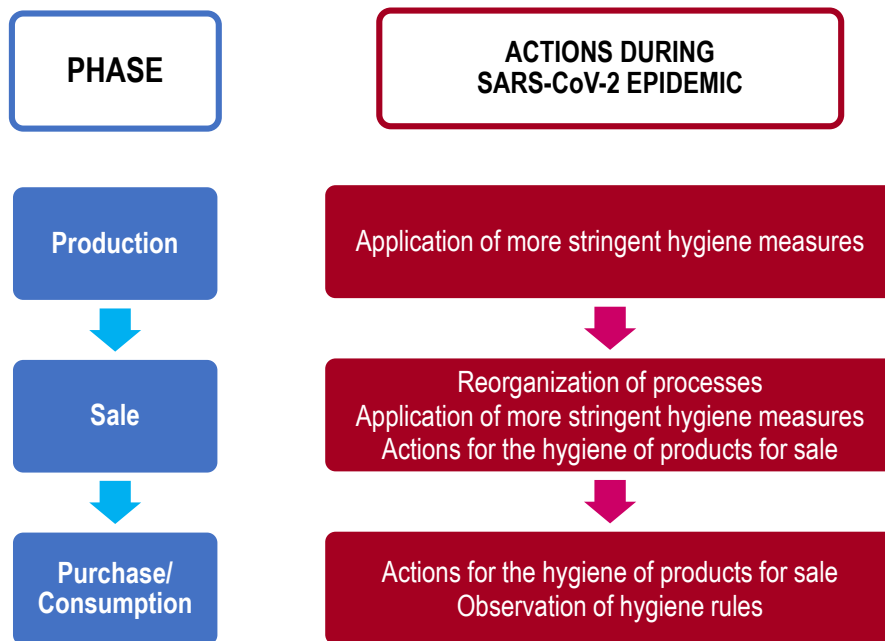 PHASE
ACTIONS DURING
SARS-CoV-2 EPIDEMIC
Production
Application of more stringent hygiene measures
Sale
Reorganization of processes
Application of more stringent hygiene measures
Actions for the hygiene of products for sale
Purchase/
Consumption
Actions for the hygiene of products for sale
Observation of hygiene rules